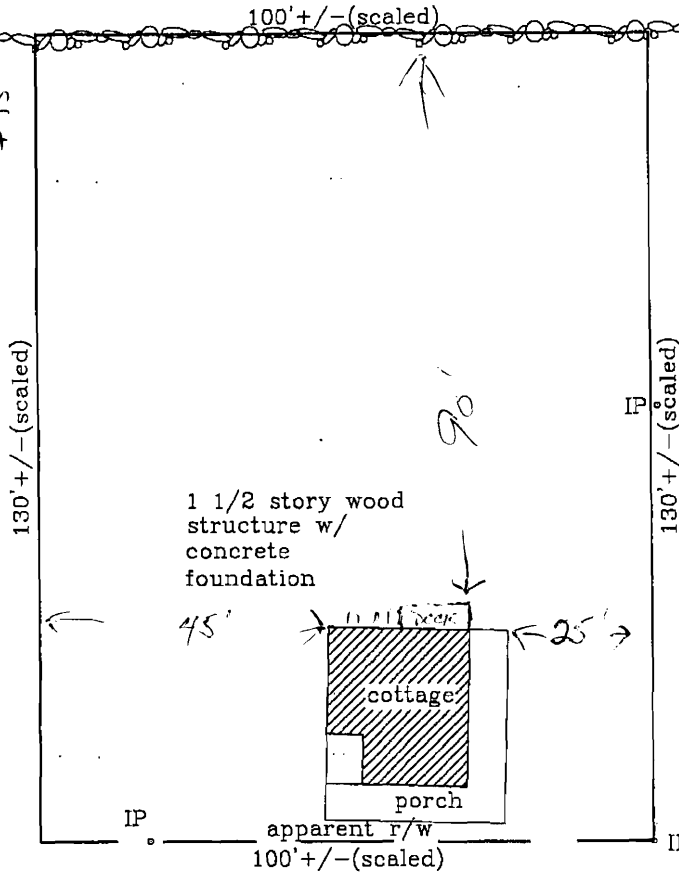 100'+/-(scaled)
130'+/-(scaled)
90'
IP
130'+/-(scaled)
1 1/2 story wood
structure w/
concrete
foundation
45'
Deck
25'
cottage
porch
IP
apparent r/w
100'+/-(scaled)